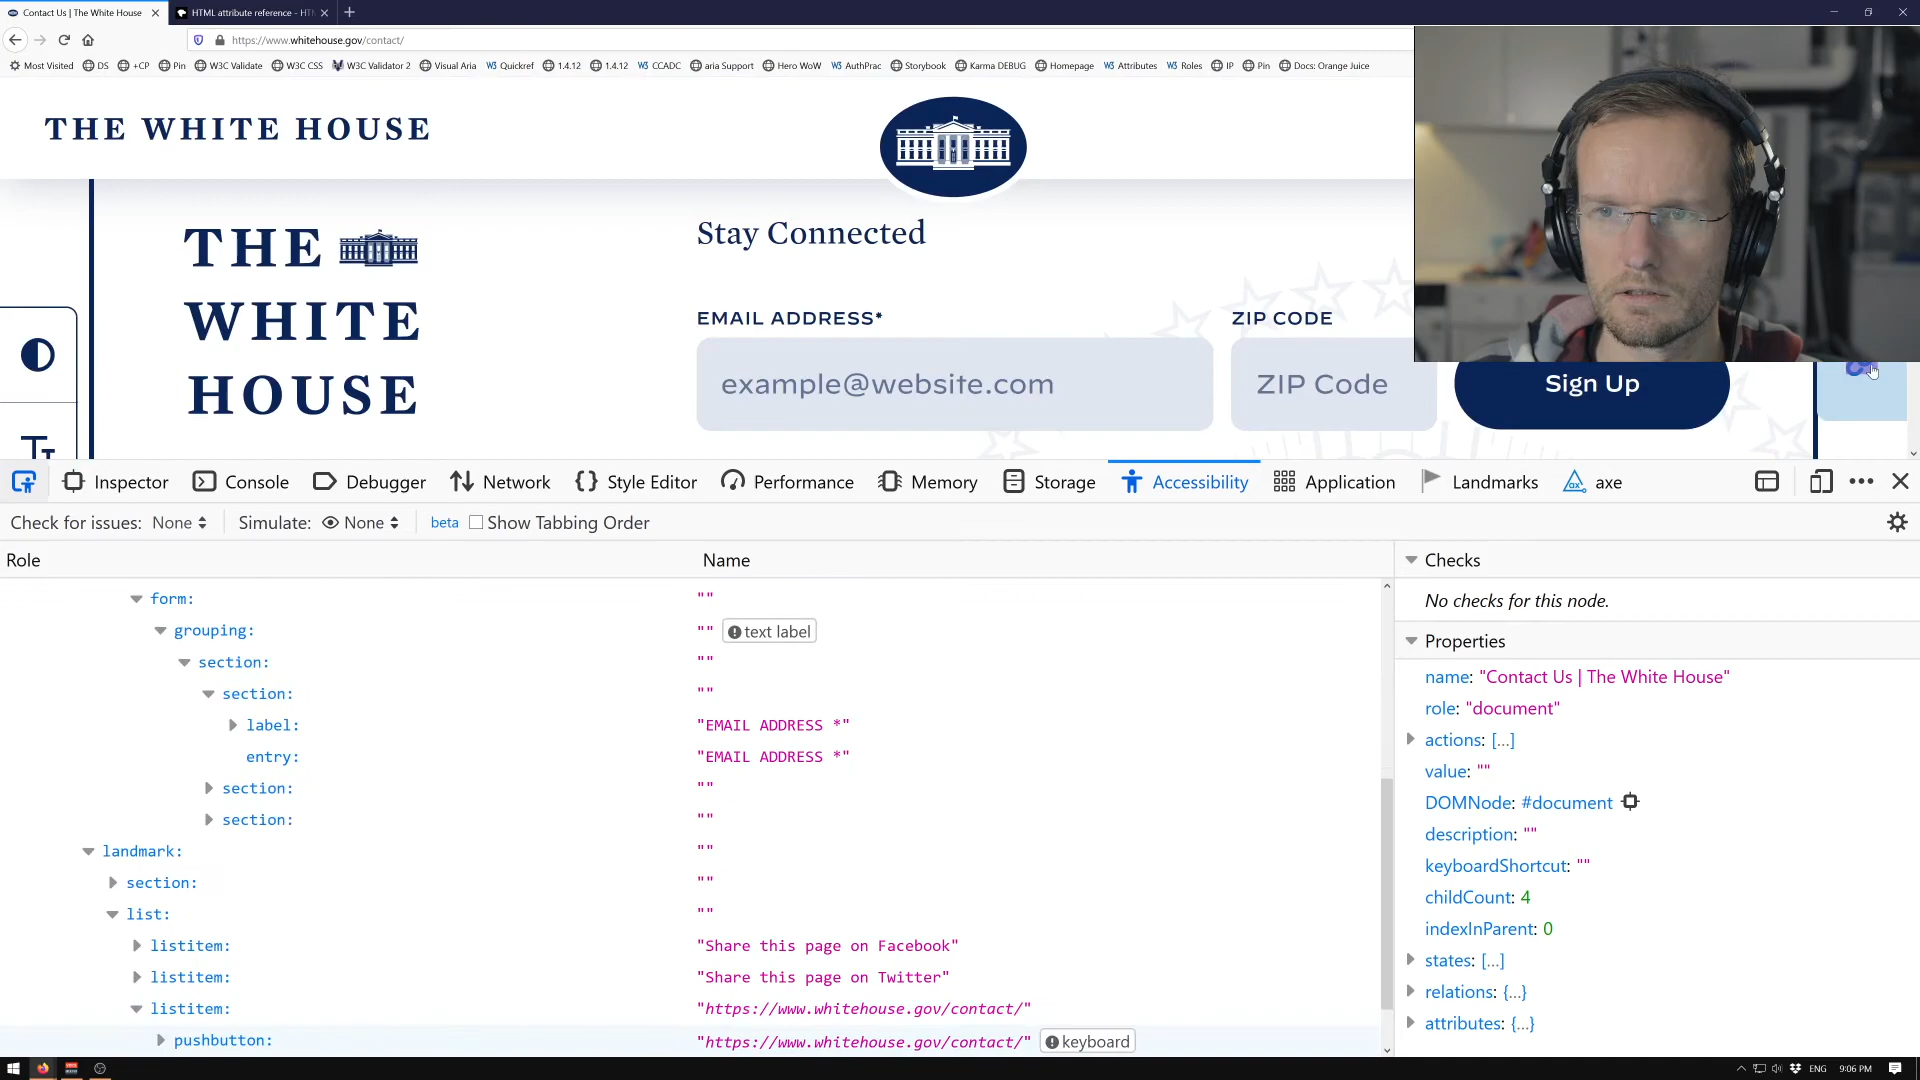 Contact Us | The White House
HTML attribute reference - HT
https://www.whitehouse.gov/contact/
Most Visited DS +CP Pin W3C Validate W3C CSS W3C Validator 2 Visual Aria Quickref 1.4.12 1.4.12 CCADC aria Support Hero WoW AuthPrac Storybook Karma DEBUG Homepage Attributes Roles IP Pin Docs: Orange Juice
THE WHITE HOUSE
THE
WHITE
HOUSE
Stay Connected
EMAIL ADDRESS* ZIP CODE
example@website.com ZIP Code Sign Up
Inspector Console Debugger Network Style Editor Performance Memory Storage Accessibility Application Landmarks axe
Check for issues: None Simulate: None beta Show Tabbing Order
Role Name
form: ""
grouping: "" text label
section: ""
section: ""
label: "EMAIL ADDRESS *"
entry: "EMAIL ADDRESS *"
section: ""
section: ""
landmark: ""
section: ""
list: ""
listitem: "Share this page on Facebook"
listitem: "Share this page on Twitter"
listitem: "https://www.whitehouse.gov/contact/"
pushbutton: "https://www.whitehouse.gov/contact/" keyboard
Checks
No checks for this node.
Properties
name: "Contact Us | The White House"
role: "document"
actions: […]
value: ""
DOMNode: #document
description: ""
keyboardShortcut: ""
childCount: 4
indexInParent: 0
states: […]
relations: {…}
attributes: {…}
ENG 9:06 PM